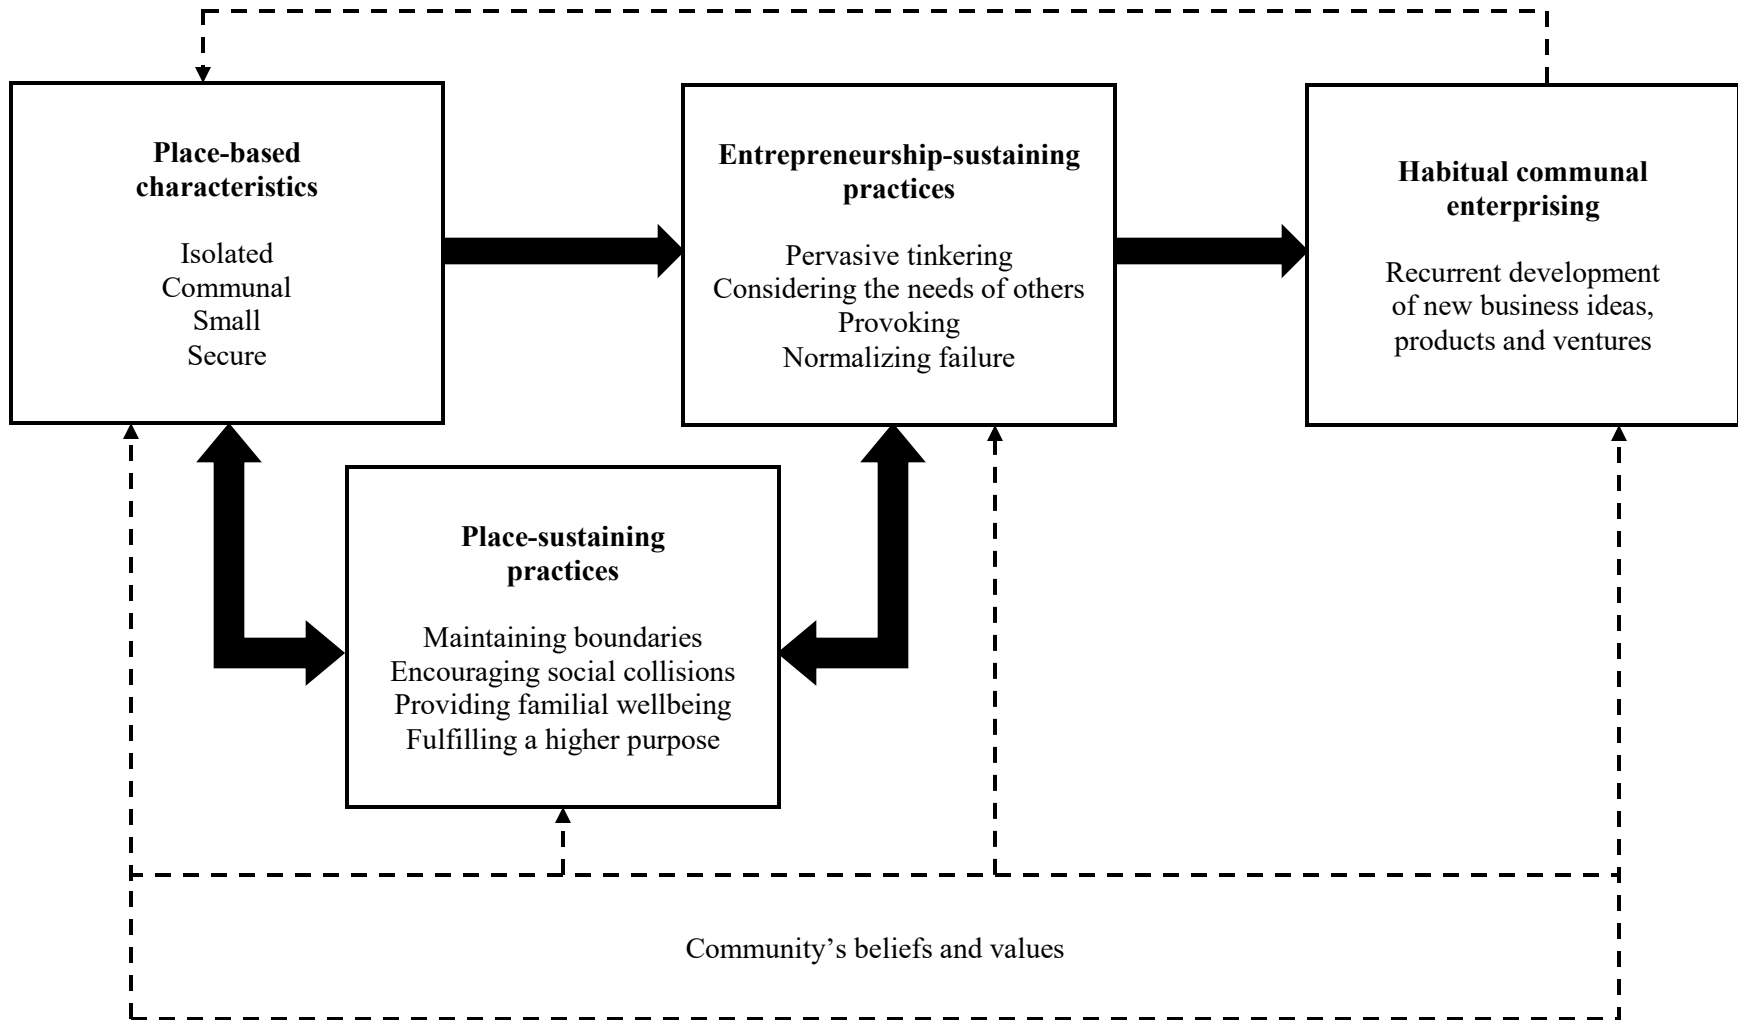 Place-based
characteristics
Isolated
Communal
Small
Secure
Entrepreneurship-sustaining
practices
Pervasive tinkering
Considering the needs of others
Provoking
Normalizing failure
Habitual communal
enterprising
Recurrent development
of new business ideas,
products and ventures
Place-sustaining
practices
Maintaining boundaries
Encouraging social collisions
Providing familial wellbeing
Fulfilling a higher purpose
Community’s beliefs and values